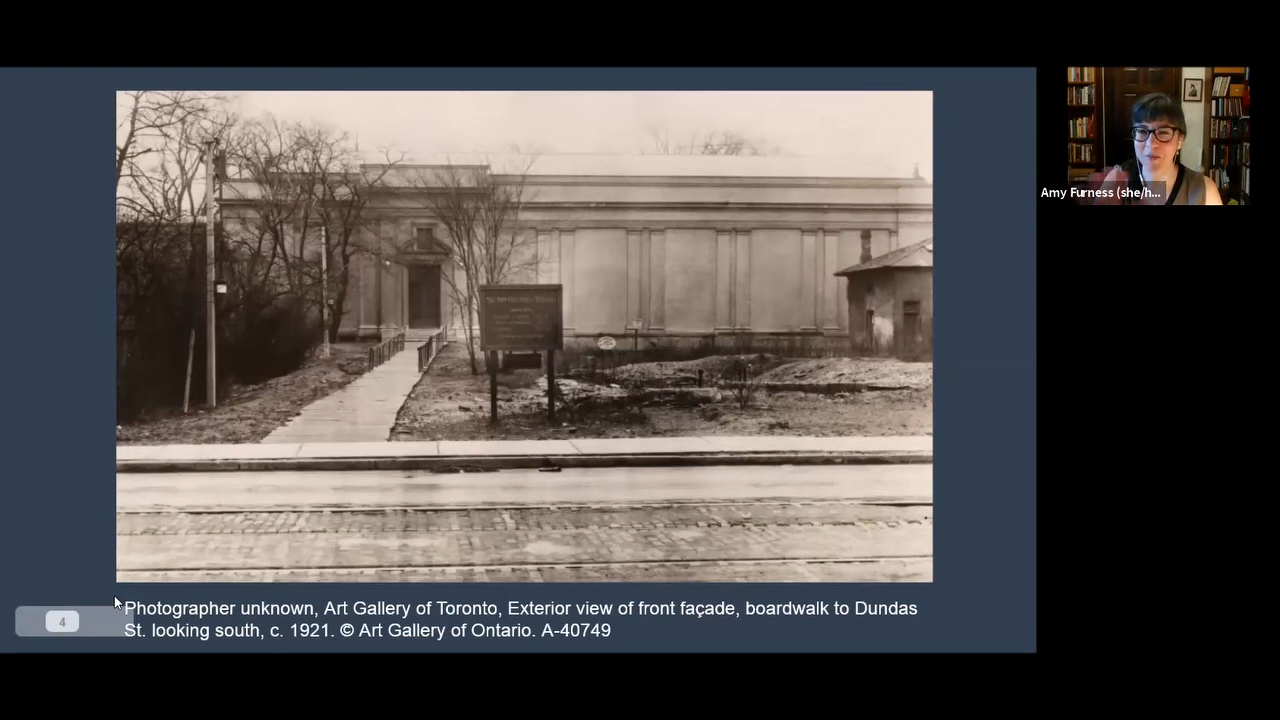 Amy Furness (she/h...
Photographer unknown, Art Gallery of Toronto, Exterior view of front façade, boardwalk to Dundas
St. looking south, c. 1921. © Art Gallery of Ontario. A-40749
4